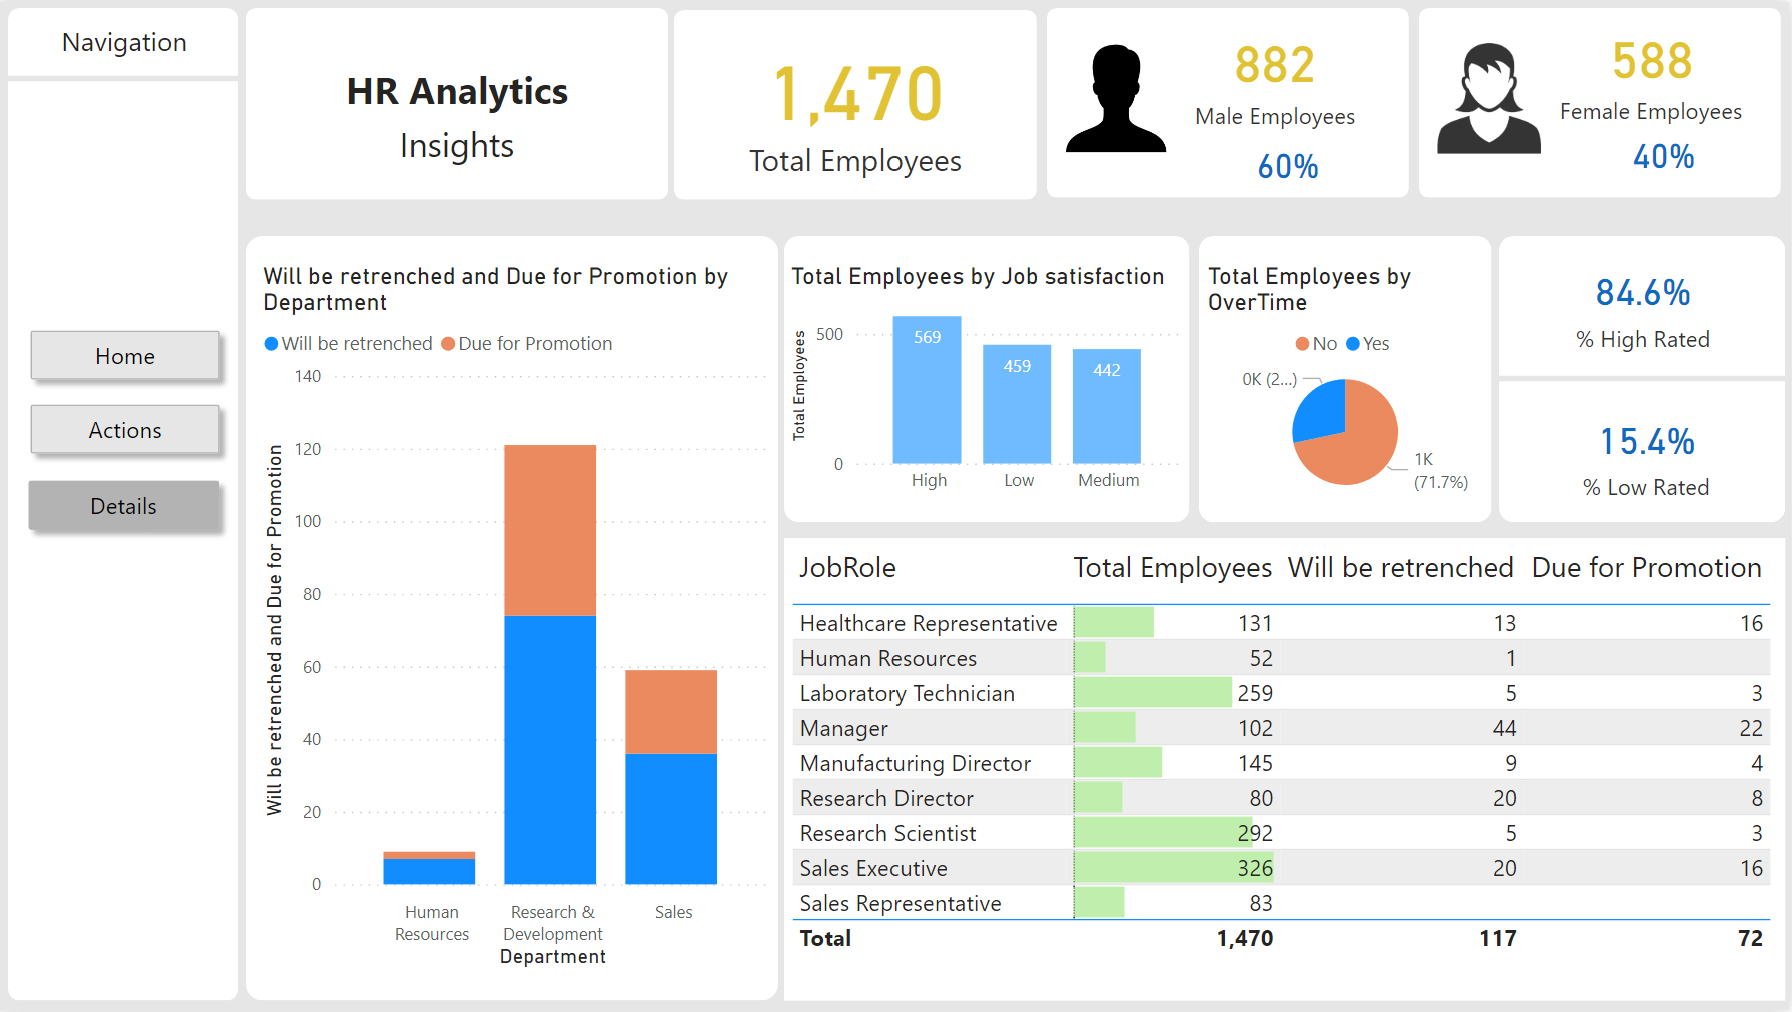 Navigation
Home
Actions
Details
HR Analytics
Insights
1,470
Total Employees
882
Male Employees
60%
588
Female Employees
40%
Will be retrenched and Due for Promotion by
Department
Will be retrenched Due for Promotion
Will be retrenched and Due for Promotion
140
120
100
80
60
40
20
0
Human
Resources
Research &
Development
Sales
Department
Total Employees by Job satisfaction
Total Employees
500
0
569
459
442
High Low Medium
Total Employees by
OverTime
No Yes
0K (2...)
1K
(71.7%)
84.6%
% High Rated
15.4%
% Low Rated
JobRole Total Employees Will be retrenched Due for Promotion
Healthcare Representative 131 13 16
Human Resources 52 1
Laboratory Technician 259 5 3
Manager 102 44 22
Manufacturing Director 145 9 4
Research Director 80 20 8
Research Scientist 292 5 3
Sales Executive 326 20 16
Sales Representative 83
Total 1,470 117 72